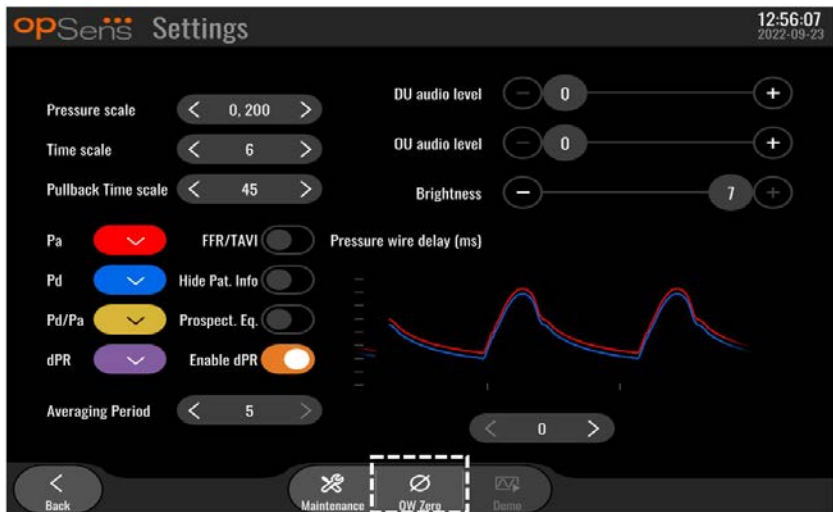 opSens Settings
12:56:07
2022-09-23
Pressure scale < 0, 200 >
Time scale < 6 >
Pullback Time scale < 45 >
DU audio level − 0 +
OU audio level − 0 +
Brightness − 7 +
Pa FFR/TAVI
Pd Hide Pat. Info
Pd/Pa Prospect. Eq.
dPR Enable dPR
Averaging Period < 5 >
Pressure wire delay (ms)
< 0 >
< Back
Maintenance
OW Zero
Demo